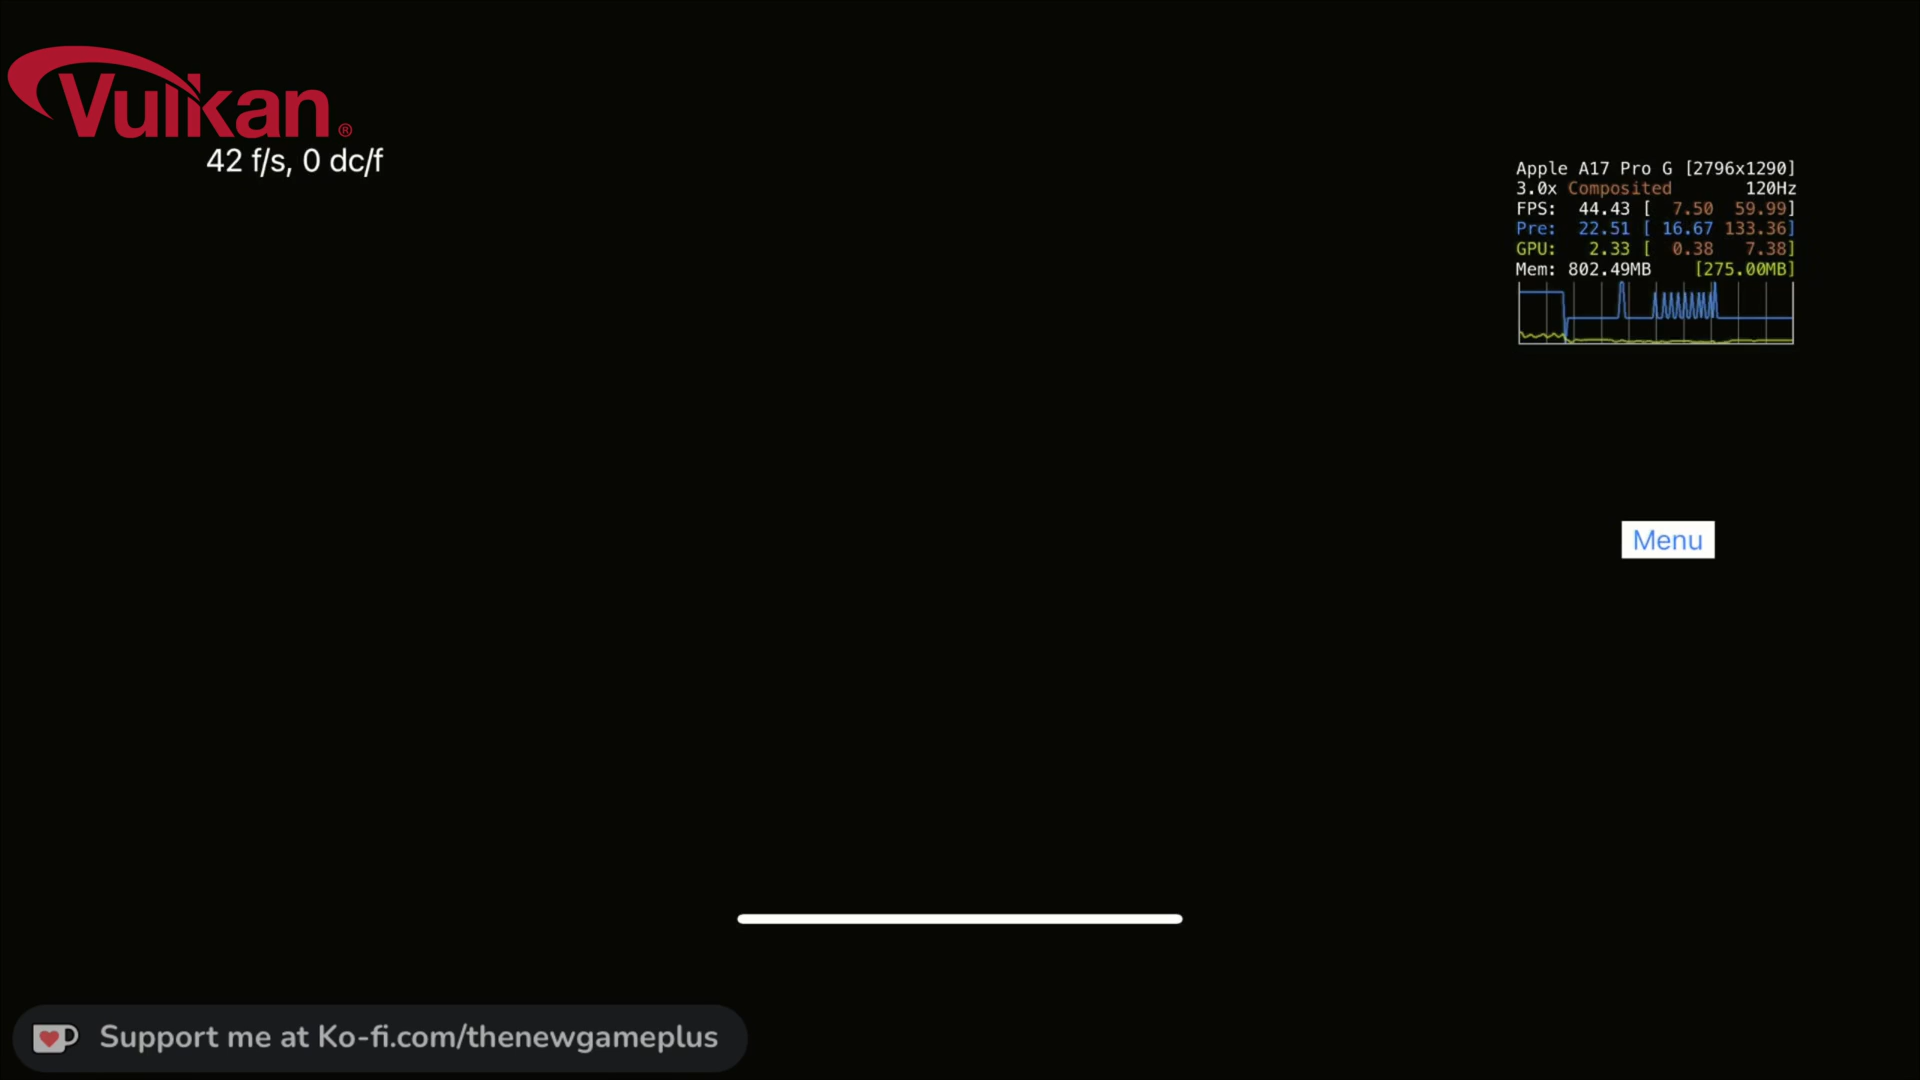 Vulkan®
42 f/s, 0 dc/f
Apple A17 Pro G [2796x1290]
3.0x Composited 120Hz
FPS: 44.43 [ 7.50 59.99]
Pre: 22.51 [ 16.67 133.36]
GPU: 2.33 [ 0.38 7.38]
Mem: 802.49MB [275.00MB]
Menu
Support me at Ko-fi.com/thenewgameplus